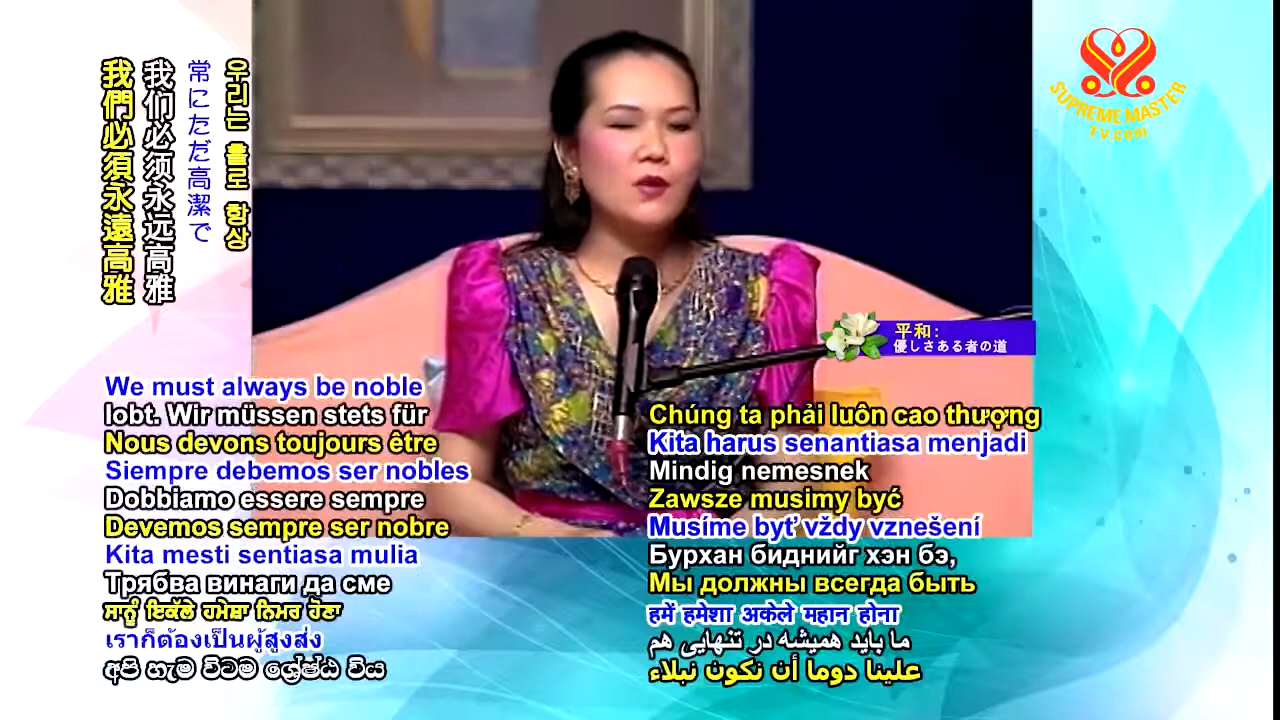 我們必須永遠高雅
我们必须永远高雅
常にただ高潔で
우리는 홀로 항상
SUPREME MASTER
TV.com
平和:
優しさある者の道
We must always be noble
lobt. Wir müssen stets für
Nous devons toujours être
Siempre debemos ser nobles
Dobbiamo essere sempre
Devemos sempre ser nobre
Kita mesti sentiasa mulia
Трябва винаги да сме
ਸਾਨੂੰ ਇਕੱਲੇ ਹਮੇਸ਼ਾ ਨਿਮਰ ਹੋਣਾ
เราก็ต้องเป็นผู้สูงส่ง
අපි හැම විටම ශ්‍රේෂ්ඨ විය
Chúng ta phải luôn cao thượng
Kita harus senantiasa menjadi
Mindig nemesnek
Zawsze musimy być
Musíme byť vždy vznešení
Бурхан биднийг хэн бэ,
Мы должны всегда быть
हमें हमेशा अकेले महान होना
ما باید همیشه در تنهایی هم
علينا دوما أن نكون نبلاء